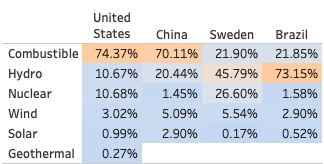 United States China Sweden Brazil
Combustible 74.37% 70.11% 21.90% 21.85%
Hydro 10.67% 20.44% 45.79% 73.15%
Nuclear 10.68% 1.45% 26.60% 1.58%
Wind 3.02% 5.09% 5.54% 2.90%
Solar 0.99% 2.90% 0.17% 0.52%
Geothermal 0.27%